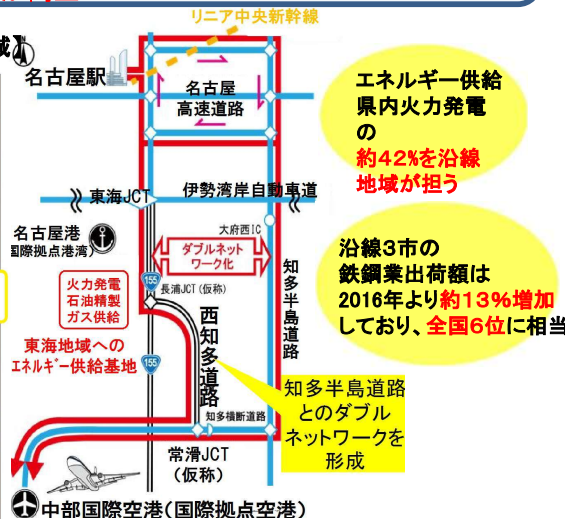 リニア中央新幹線
域
名古屋駅
名古屋
高速道路
エネルギー供給
県内火力発電
の
約42%を沿線
地域が担う
東海JCT
伊勢湾岸自動車道
名古屋港
国際拠点港湾)
大府西IC
ダブルネット
ワーク化
沿線3市の
鉄鋼業出荷額は
2016年より約13%増加
しており、全国6位に相当
火力発電
石油精製
ガス供給
155
長浦JCT(仮称)
知多半島道路
西知多道路
東海地域への
エネルギー供給基地
155
知多半島道路
とのダブル
ネットワークを
形成
知多横断道路
常滑JCT
(仮称)
中部国際空港(国際拠点空港)